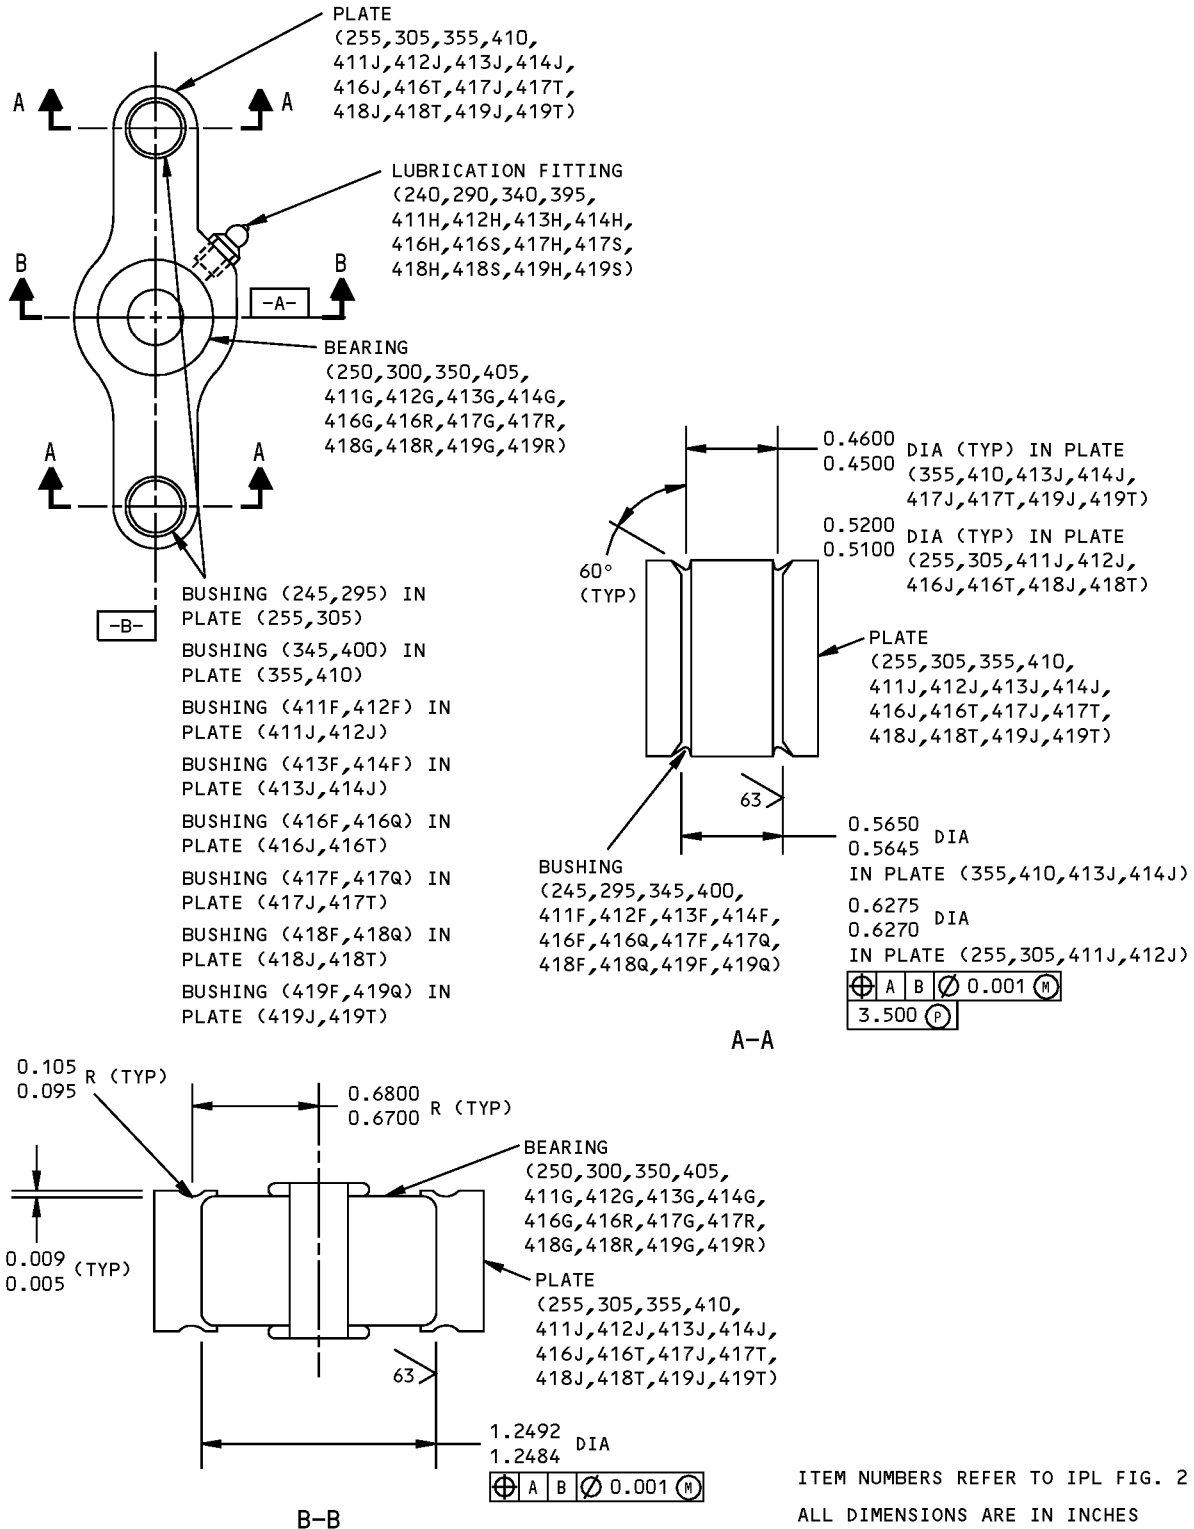 PLATE
(255,305,355,410,
411J,412J,413J,414J,
416J,416T,417J,417T,
418J,418T,419J,419T)
A
A
LUBRICATION FITTING
(240,290,340,395,
411H,412H,413H,414H,
416H,416S,417H,417S,
418H,418S,419H,419S)
B
B
-A-
BEARING
(250,300,350,405,
411G,412G,413G,414G,
416G,416R,417G,417R,
418G,418R,419G,419R)
A
A
BUSHING (245,295) IN
PLATE (255,305)
-B-
BUSHING (345,400) IN
PLATE (355,410)
BUSHING (411F,412F) IN
PLATE (411J,412J)
BUSHING (413F,414F) IN
PLATE (413J,414J)
BUSHING (416F,416Q) IN
PLATE (416J,416T)
BUSHING (417F,417Q) IN
PLATE (417J,417T)
BUSHING (418F,418Q) IN
PLATE (418J,418T)
BUSHING (419F,419Q) IN
PLATE (419J,419T)
0.4600
0.4500
DIA (TYP) IN PLATE
(355,410,413J,414J,
417J,417T,419J,419T)
0.5200
0.5100
DIA (TYP) IN PLATE
(255,305,411J,412J,
416J,416T,418J,418T)
60°
(TYP)
PLATE
(255,305,355,410,
411J,412J,413J,414J,
416J,416T,417J,417T,
418J,418T,419J,419T)
63
BUSHING
(245,295,345,400,
411F,412F,413F,414F,
416F,416Q,417F,417Q,
418F,418Q,419F,419Q)
0.5650
0.5645
DIA
IN PLATE (355,410,413J,414J)
0.6275
0.6270
DIA
IN PLATE (255,305,411J,412J)
⌖ A B ⌀ 0.001 Ⓜ
3.500 Ⓟ
A-A
0.105
0.095
R (TYP)
0.6800
0.6700
R (TYP)
BEARING
(250,300,350,405,
411G,412G,413G,414G,
416G,416R,417G,417R,
418G,418R,419G,419R)
0.009
0.005
(TYP)
PLATE
(255,305,355,410,
411J,412J,413J,414J,
416J,416T,417J,417T,
418J,418T,419J,419T)
63
1.2492
1.2484
DIA
⌖ A B ⌀ 0.001 Ⓜ
B-B
ITEM NUMBERS REFER TO IPL FIG. 2
ALL DIMENSIONS ARE IN INCHES